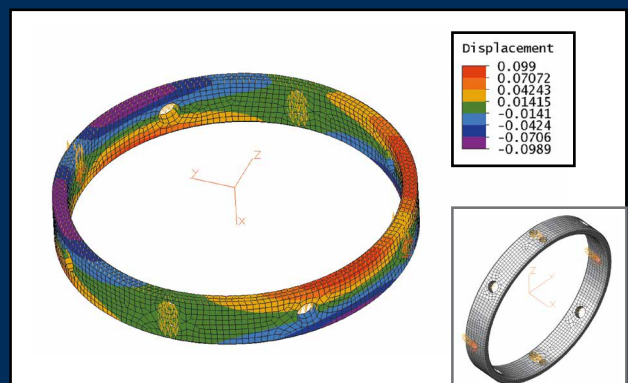 Displacement
0.099
0.07072
0.04243
0.01415
-0.0141
-0.0424
-0.0706
-0.0989
Z
Y
X
Z
Y
X